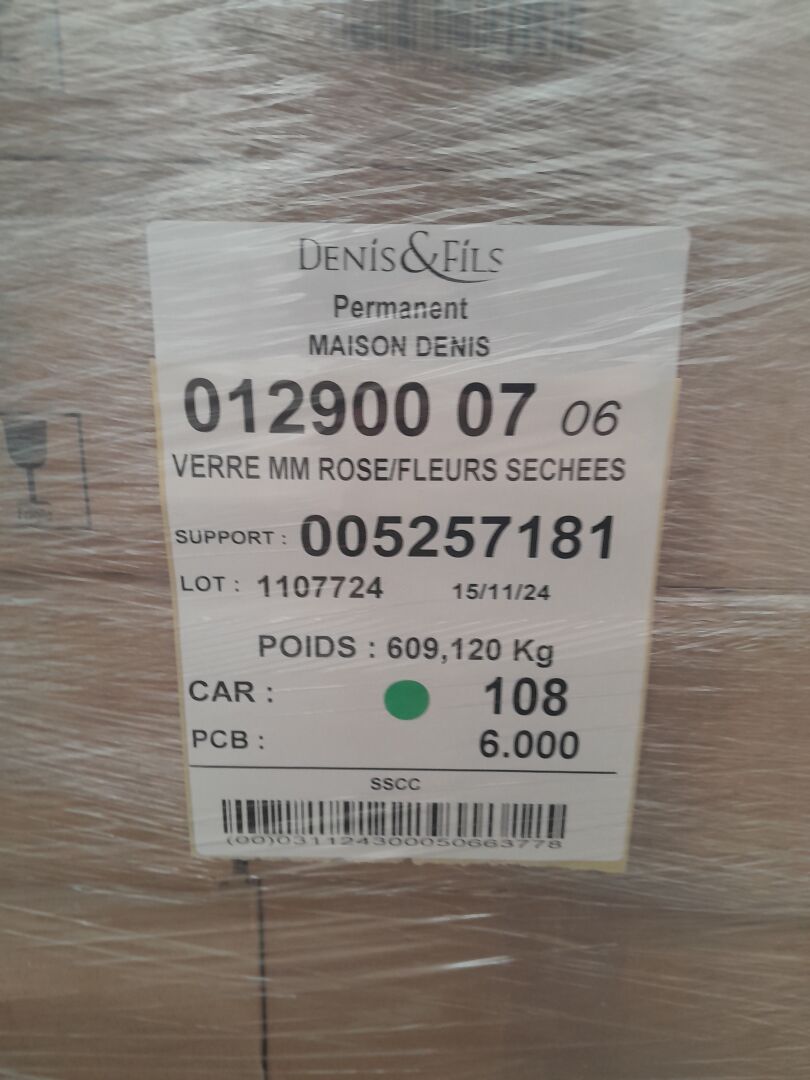 DENIS&FILS
Permanent
MAISON DENIS
012900 07 06
VERRE MM ROSE/FLEURS SECHEES
SUPPORT : 005257181
LOT : 1107724 15/11/24
POIDS : 609,120 Kg
CAR : 108
PCB : 6.000
SSCC
(00)031124300050663778